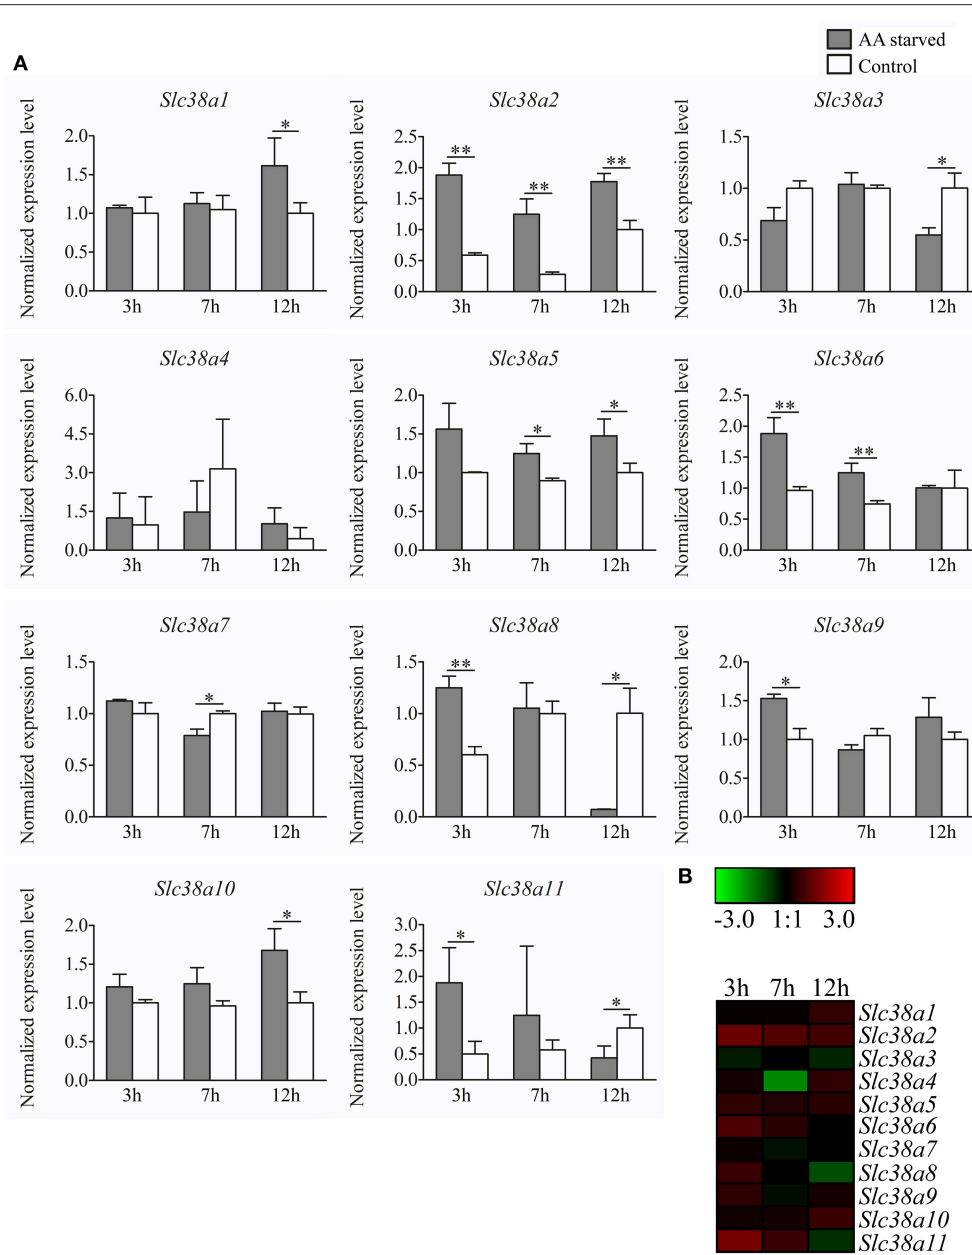 AA starved
Control
A
Slc38a1
Normalized expression level
2.0
1.5
1.0
0.5
0.0
*
3h 7h 12h
Slc38a2
Normalized expression level
2.5
2.0
1.5
1.0
0.5
0.0
** ** **
3h 7h 12h
Slc38a3
Normalized expression level
1.5
1.0
0.5
0.0
*
3h 7h 12h
Slc38a4
Normalized expression level
6.0
4.5
3.0
1.5
0.0
3h 7h 12h
Slc38a5
Normalized expression level
2.0
1.5
1.0
0.5
0.0
* *
3h 7h 12h
Slc38a6
Normalized expression level
2.5
2.0
1.5
1.0
0.5
0.0
** **
3h 7h 12h
Slc38a7
Normalized expression level
1.5
1.0
0.5
0.0
*
3h 7h 12h
Slc38a8
Normalized expression level
1.5
1.0
0.5
0.0
** *
3h 7h 12h
Slc38a9
Normalized expression level
2.0
1.5
1.0
0.5
0.0
*
3h 7h 12h
Slc38a10
Normalized expression level
2.0
1.5
1.0
0.5
0.0
*
3h 7h 12h
Slc38a11
Normalized expression level
3.0
2.5
2.0
1.5
1.0
0.5
0.0
* *
3h 7h 12h
B
-3.0 1:1 3.0
3h 7h 12h
Slc38a1
Slc38a2
Slc38a3
Slc38a4
Slc38a5
Slc38a6
Slc38a7
Slc38a8
Slc38a9
Slc38a10
Slc38a11